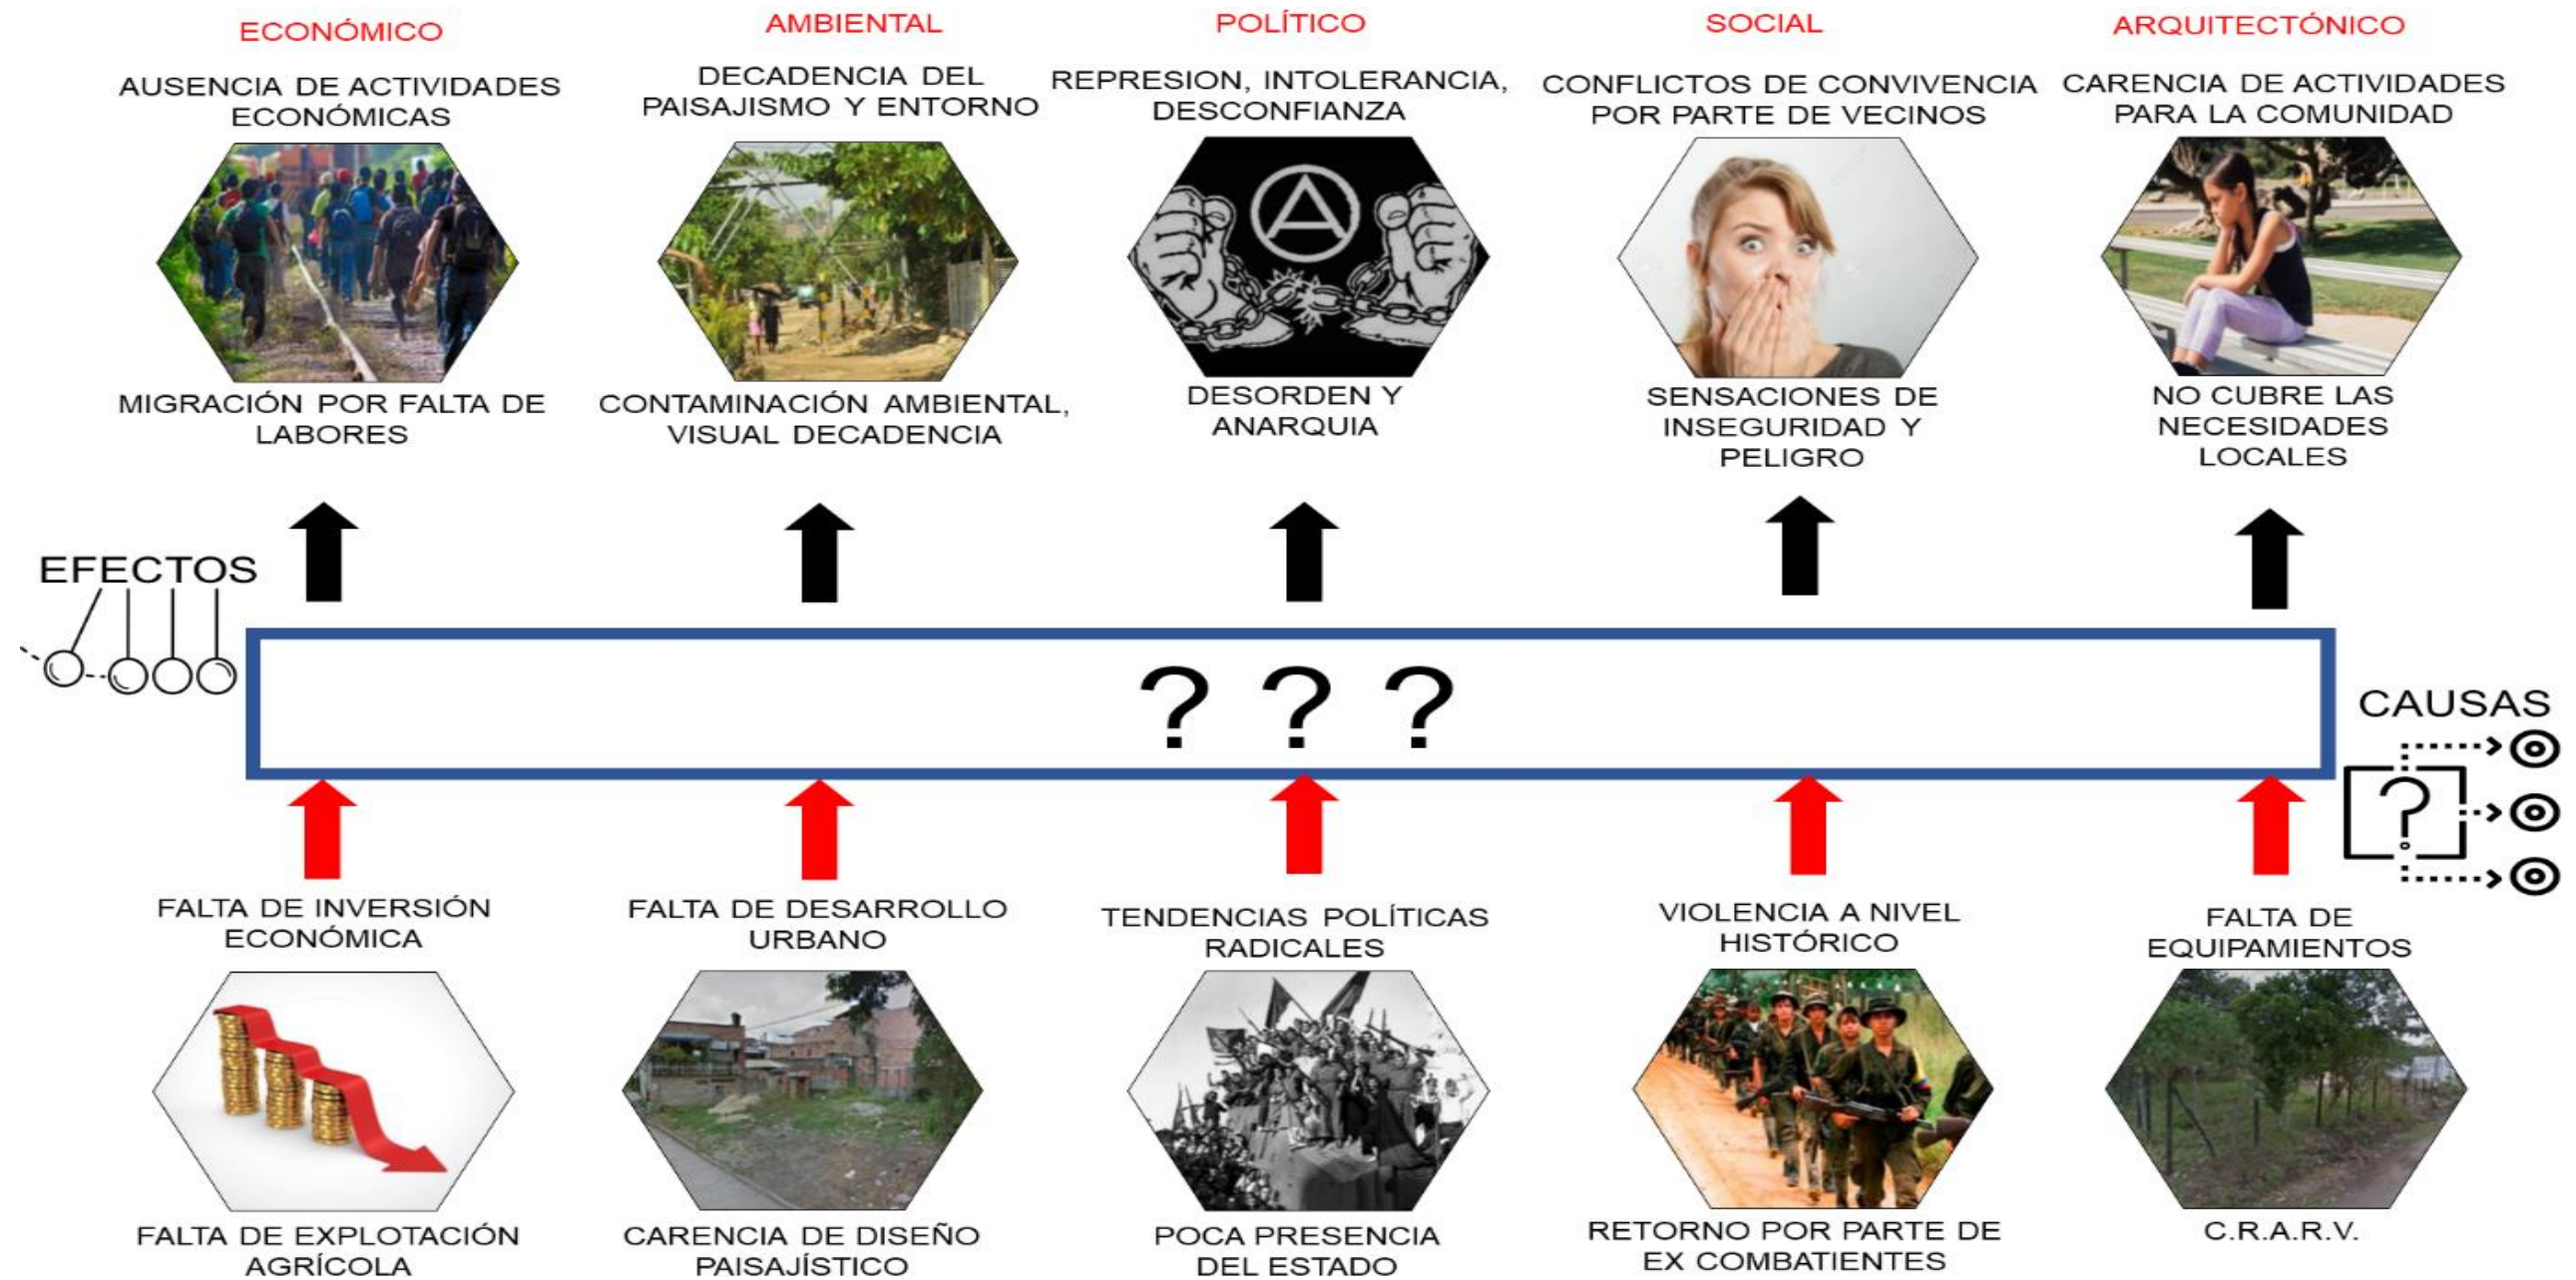 ECONÓMICO
AUSENCIA DE ACTIVIDADES
ECONÓMICAS
MIGRACIÓN POR FALTA DE
LABORES
AMBIENTAL
DECADENCIA DEL
PAISAJISMO Y ENTORNO
CONTAMINACIÓN AMBIENTAL,
VISUAL DECADENCIA
POLÍTICO
REPRESION, INTOLERANCIA,
DESCONFIANZA
A
DESORDEN Y
ANARQUIA
SOCIAL
CONFLICTOS DE CONVIVENCIA
POR PARTE DE VECINOS
SENSACIONES DE
INSEGURIDAD Y
PELIGRO
ARQUITECTÓNICO
CARENCIA DE ACTIVIDADES
PARA LA COMUNIDAD
NO CUBRE LAS
NECESIDADES
LOCALES
EFECTOS
? ? ?
CAUSAS
?
FALTA DE INVERSIÓN
ECONÓMICA
FALTA DE EXPLOTACIÓN
AGRÍCOLA
FALTA DE DESARROLLO
URBANO
CARENCIA DE DISEÑO
PAISAJÍSTICO
TENDENCIAS POLÍTICAS
RADICALES
POCA PRESENCIA
DEL ESTADO
VIOLENCIA A NIVEL
HISTÓRICO
RETORNO POR PARTE DE
EX COMBATIENTES
FALTA DE
EQUIPAMIENTOS
C.R.A.R.V.